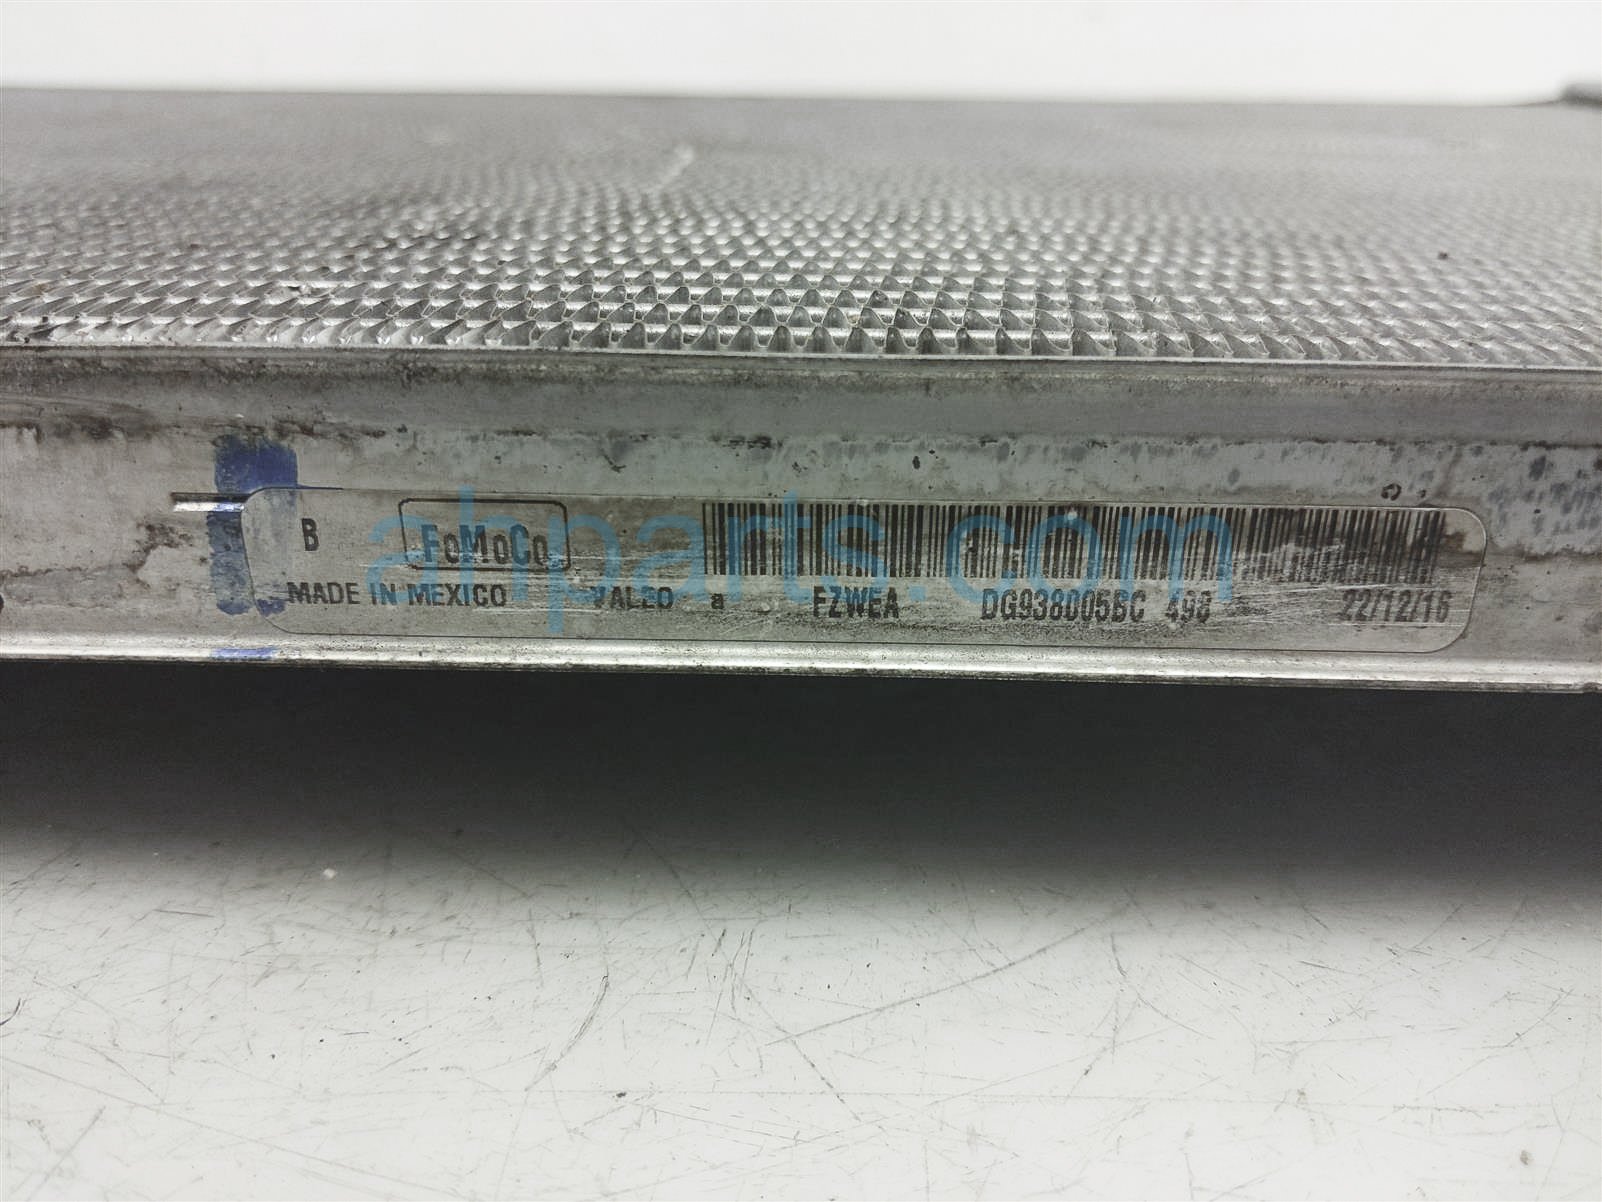 B FoMoCo
MADE IN MEXICO VALEO a FZWEA DG938005BC 498 22/12/16
ahparts.com